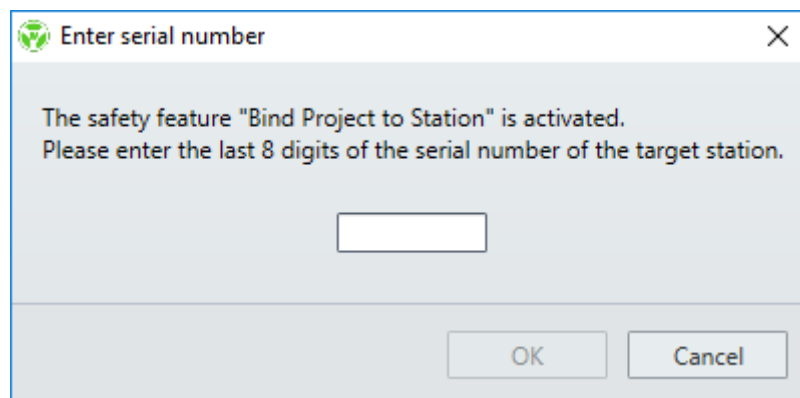 Enter serial number
The safety feature "Bind Project to Station" is activated.
Please enter the last 8 digits of the serial number of the target station.
OK
Cancel